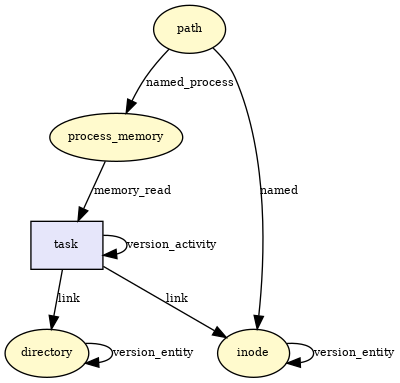 path
named_process
process_memory
memory_read
named
task
version_activity
link
link
directory
version_entity
inode
version_entity